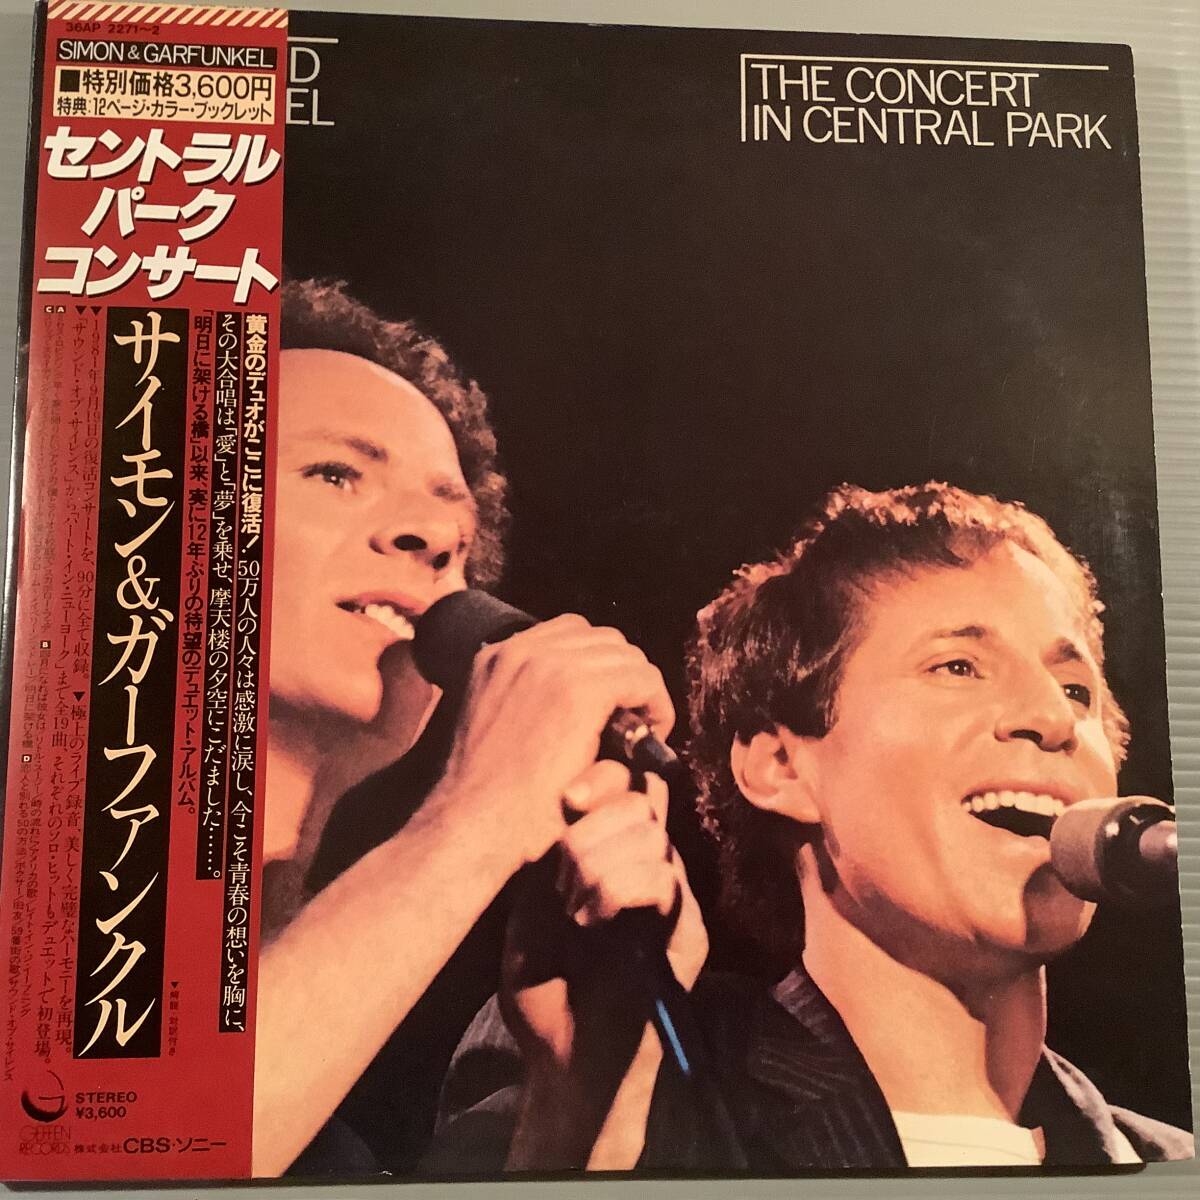 36AP 2271~2
SIMON & GARFUNKEL
■特別価格3,600円
特典:12ページ・カラー・ブックレット
セントラル
パーク
コンサート
D
EL
THE CONCERT
IN CENTRAL PARK
黄金のデュオがここに復活!50万人の人々は感激に涙し、今こそ青春の想いを胸に、
その大合唱は「愛」と「夢」を乗せ、摩天楼の夕空にこだました……。
「明日に架ける橋」以来、実に12年ぶりの待望のデュエット・アルバム。
サイモン&ガーファンクル
▼1981年9月19日の復活コンサートを、90分に全て収録。▼極上のライブ録音、美しく完璧なハーモニーを再現。
▼「サウンド・オブ・サイレンス」から「ハート・イン・ニューヨーク」まで全19曲、それぞれのソロ・ヒットもデュエットで初登場。
▼解説・対訳付き
GEFFEN
RECORDS
STEREO
¥3,600
株式会社CBS・ソニー